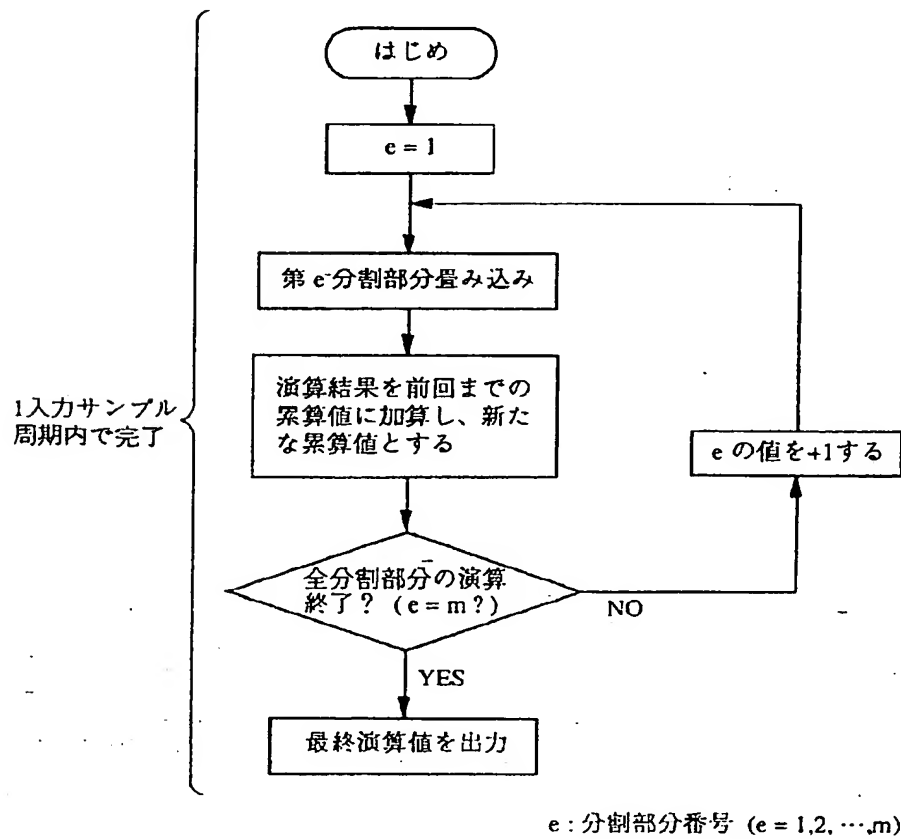 はじめ
e = 1
第 e 分割部分畳み込み
演算結果を前回までの
累算値に加算し、新た
な累算値とする
1入力サンプル
周期内で完了
e の値を+1する
全分割部分の演算
終了? (e = m?)
NO
YES
最終演算値を出力
e : 分割部分番号 (e = 1,2, ···,m)